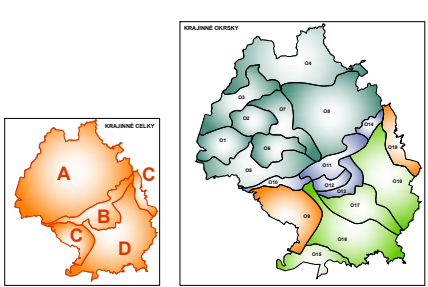 KRAJINNÉ CELKY
A
C
B
C
D
KRAJINNÉ OKRSKY
O4
O3
O7
O8
O2
O14
O1
O6
O19
O5
O11
O10
O12
O18
O13
O17
O9
O16
O15